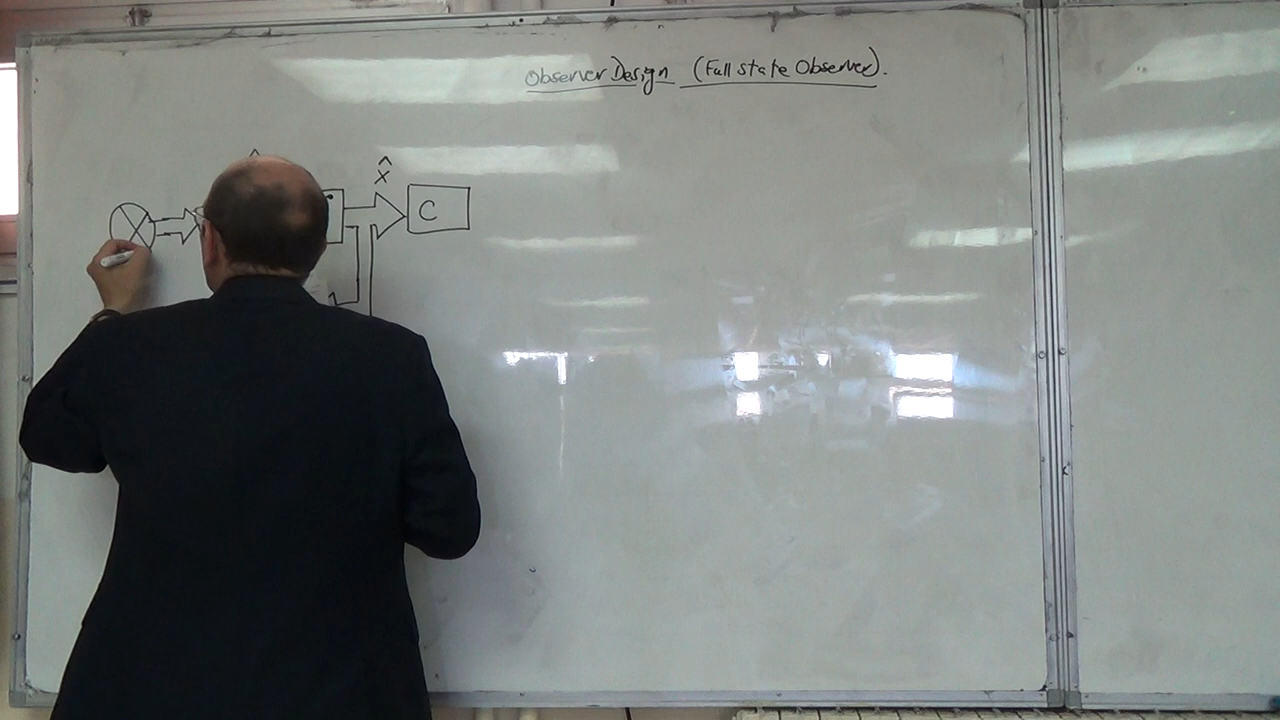 Observer Design (Full state Observer).
^
x̂
C